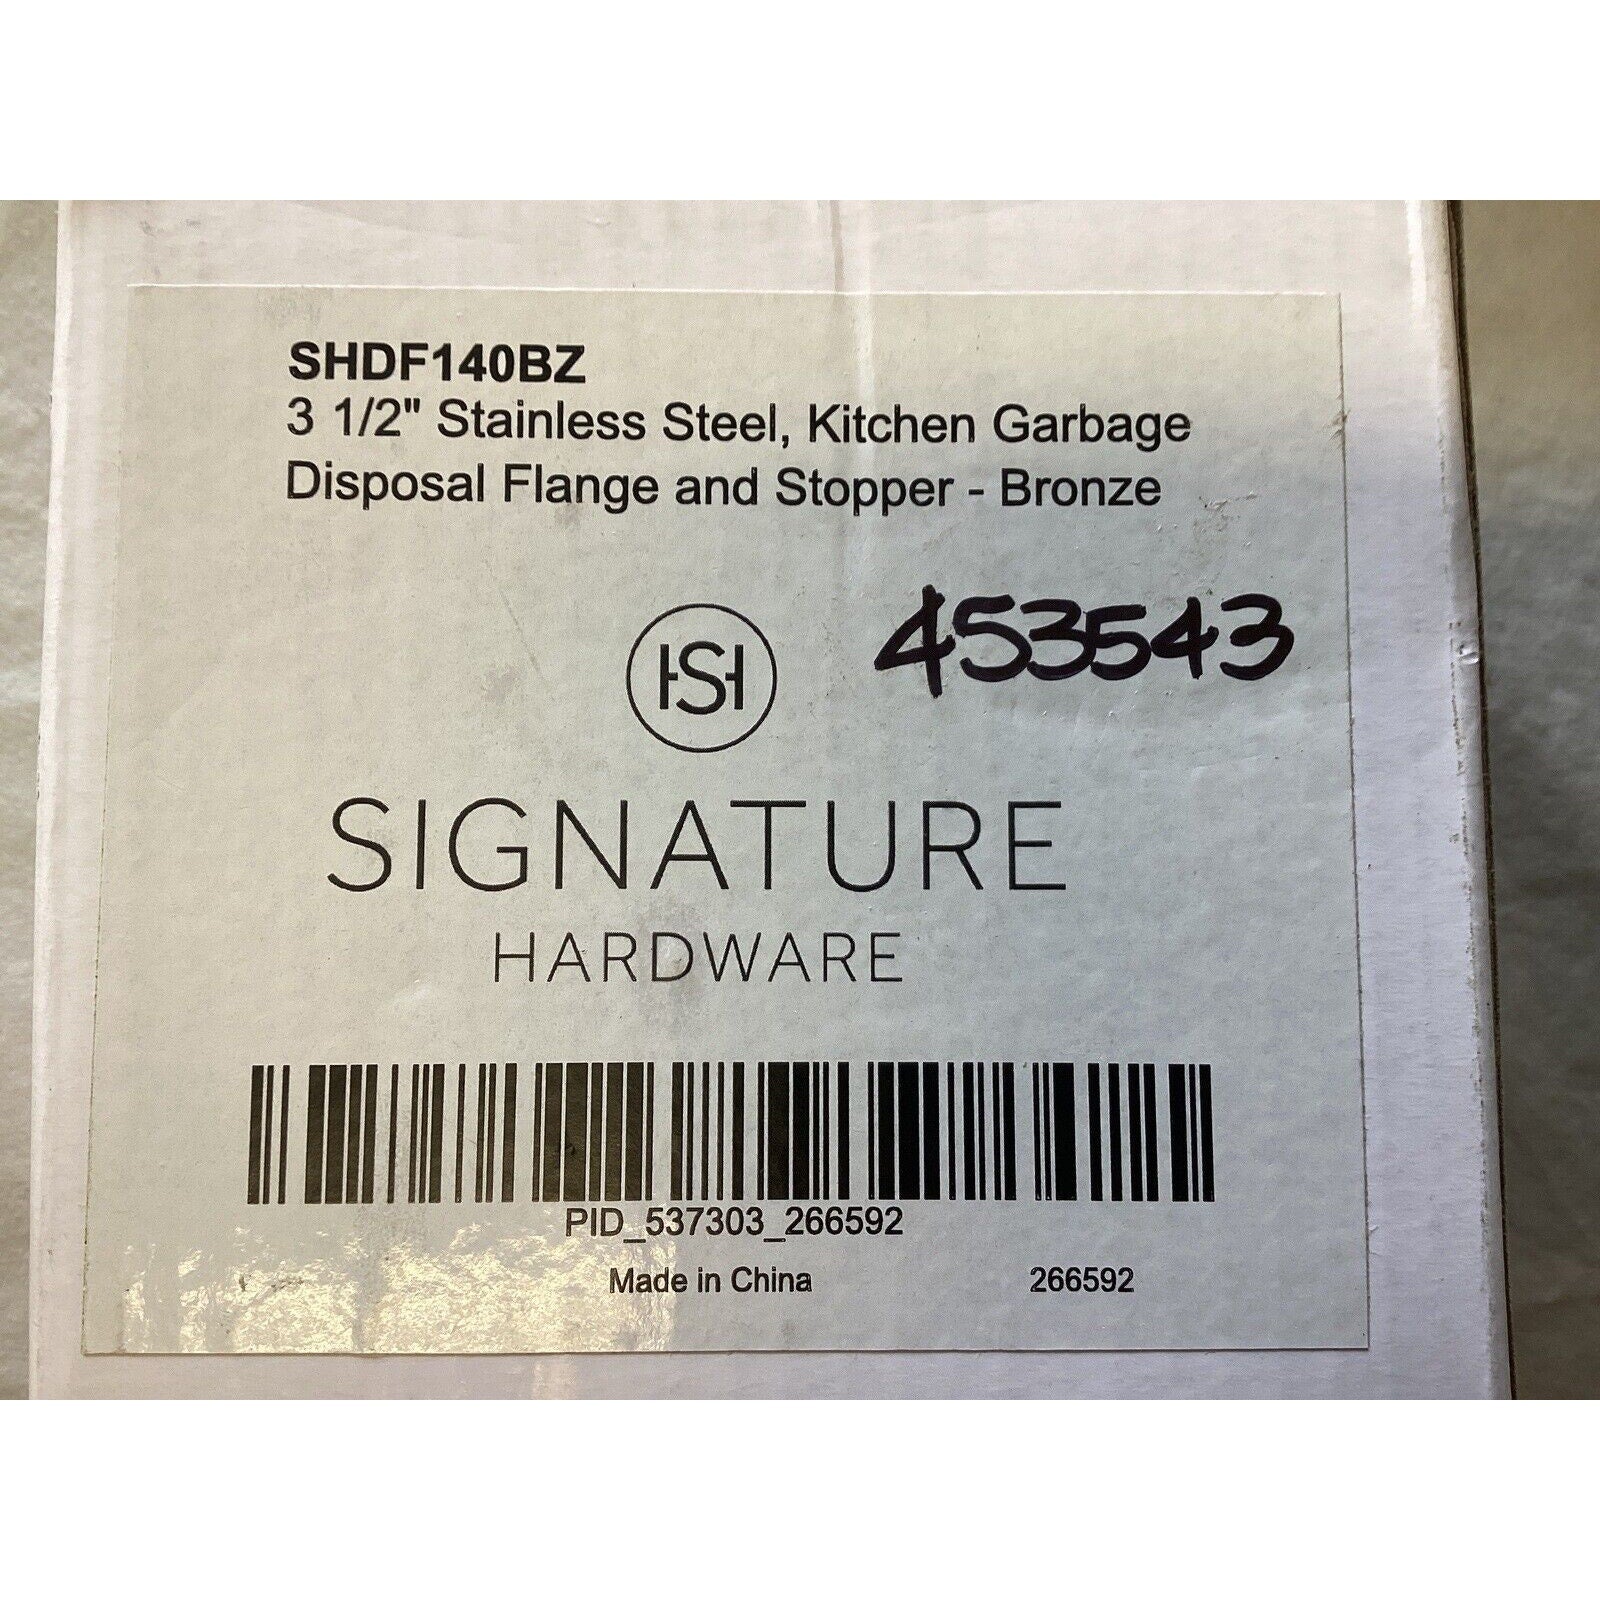 SHDF140BZ
3 1/2" Stainless Steel, Kitchen Garbage
Disposal Flange and Stopper - Bronze
453543
HSH
SIGNATURE
HARDWARE
PID_537303_266592
Made in China
266592